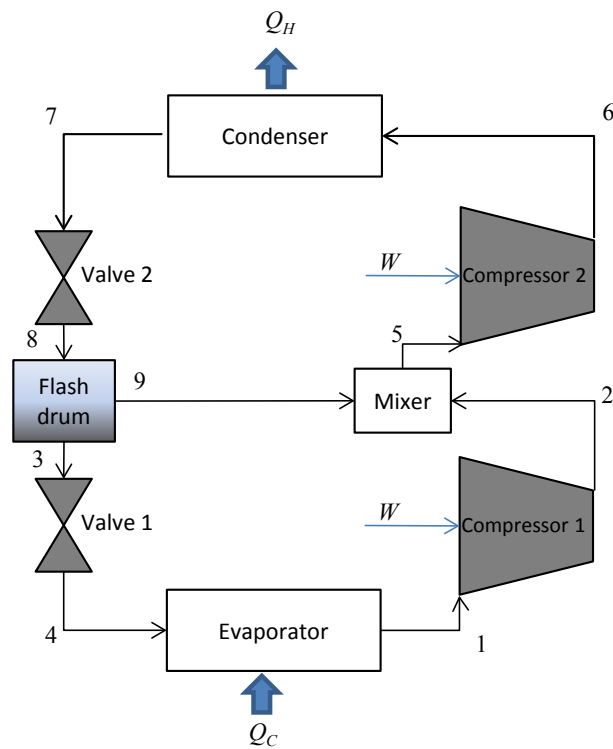 Q_H
7
6
Condenser
Valve 2
W
Compressor 2
8
5
Flash
drum
9
Mixer
2
3
Valve 1
W
Compressor 1
4
Evaporator
1
Q_C